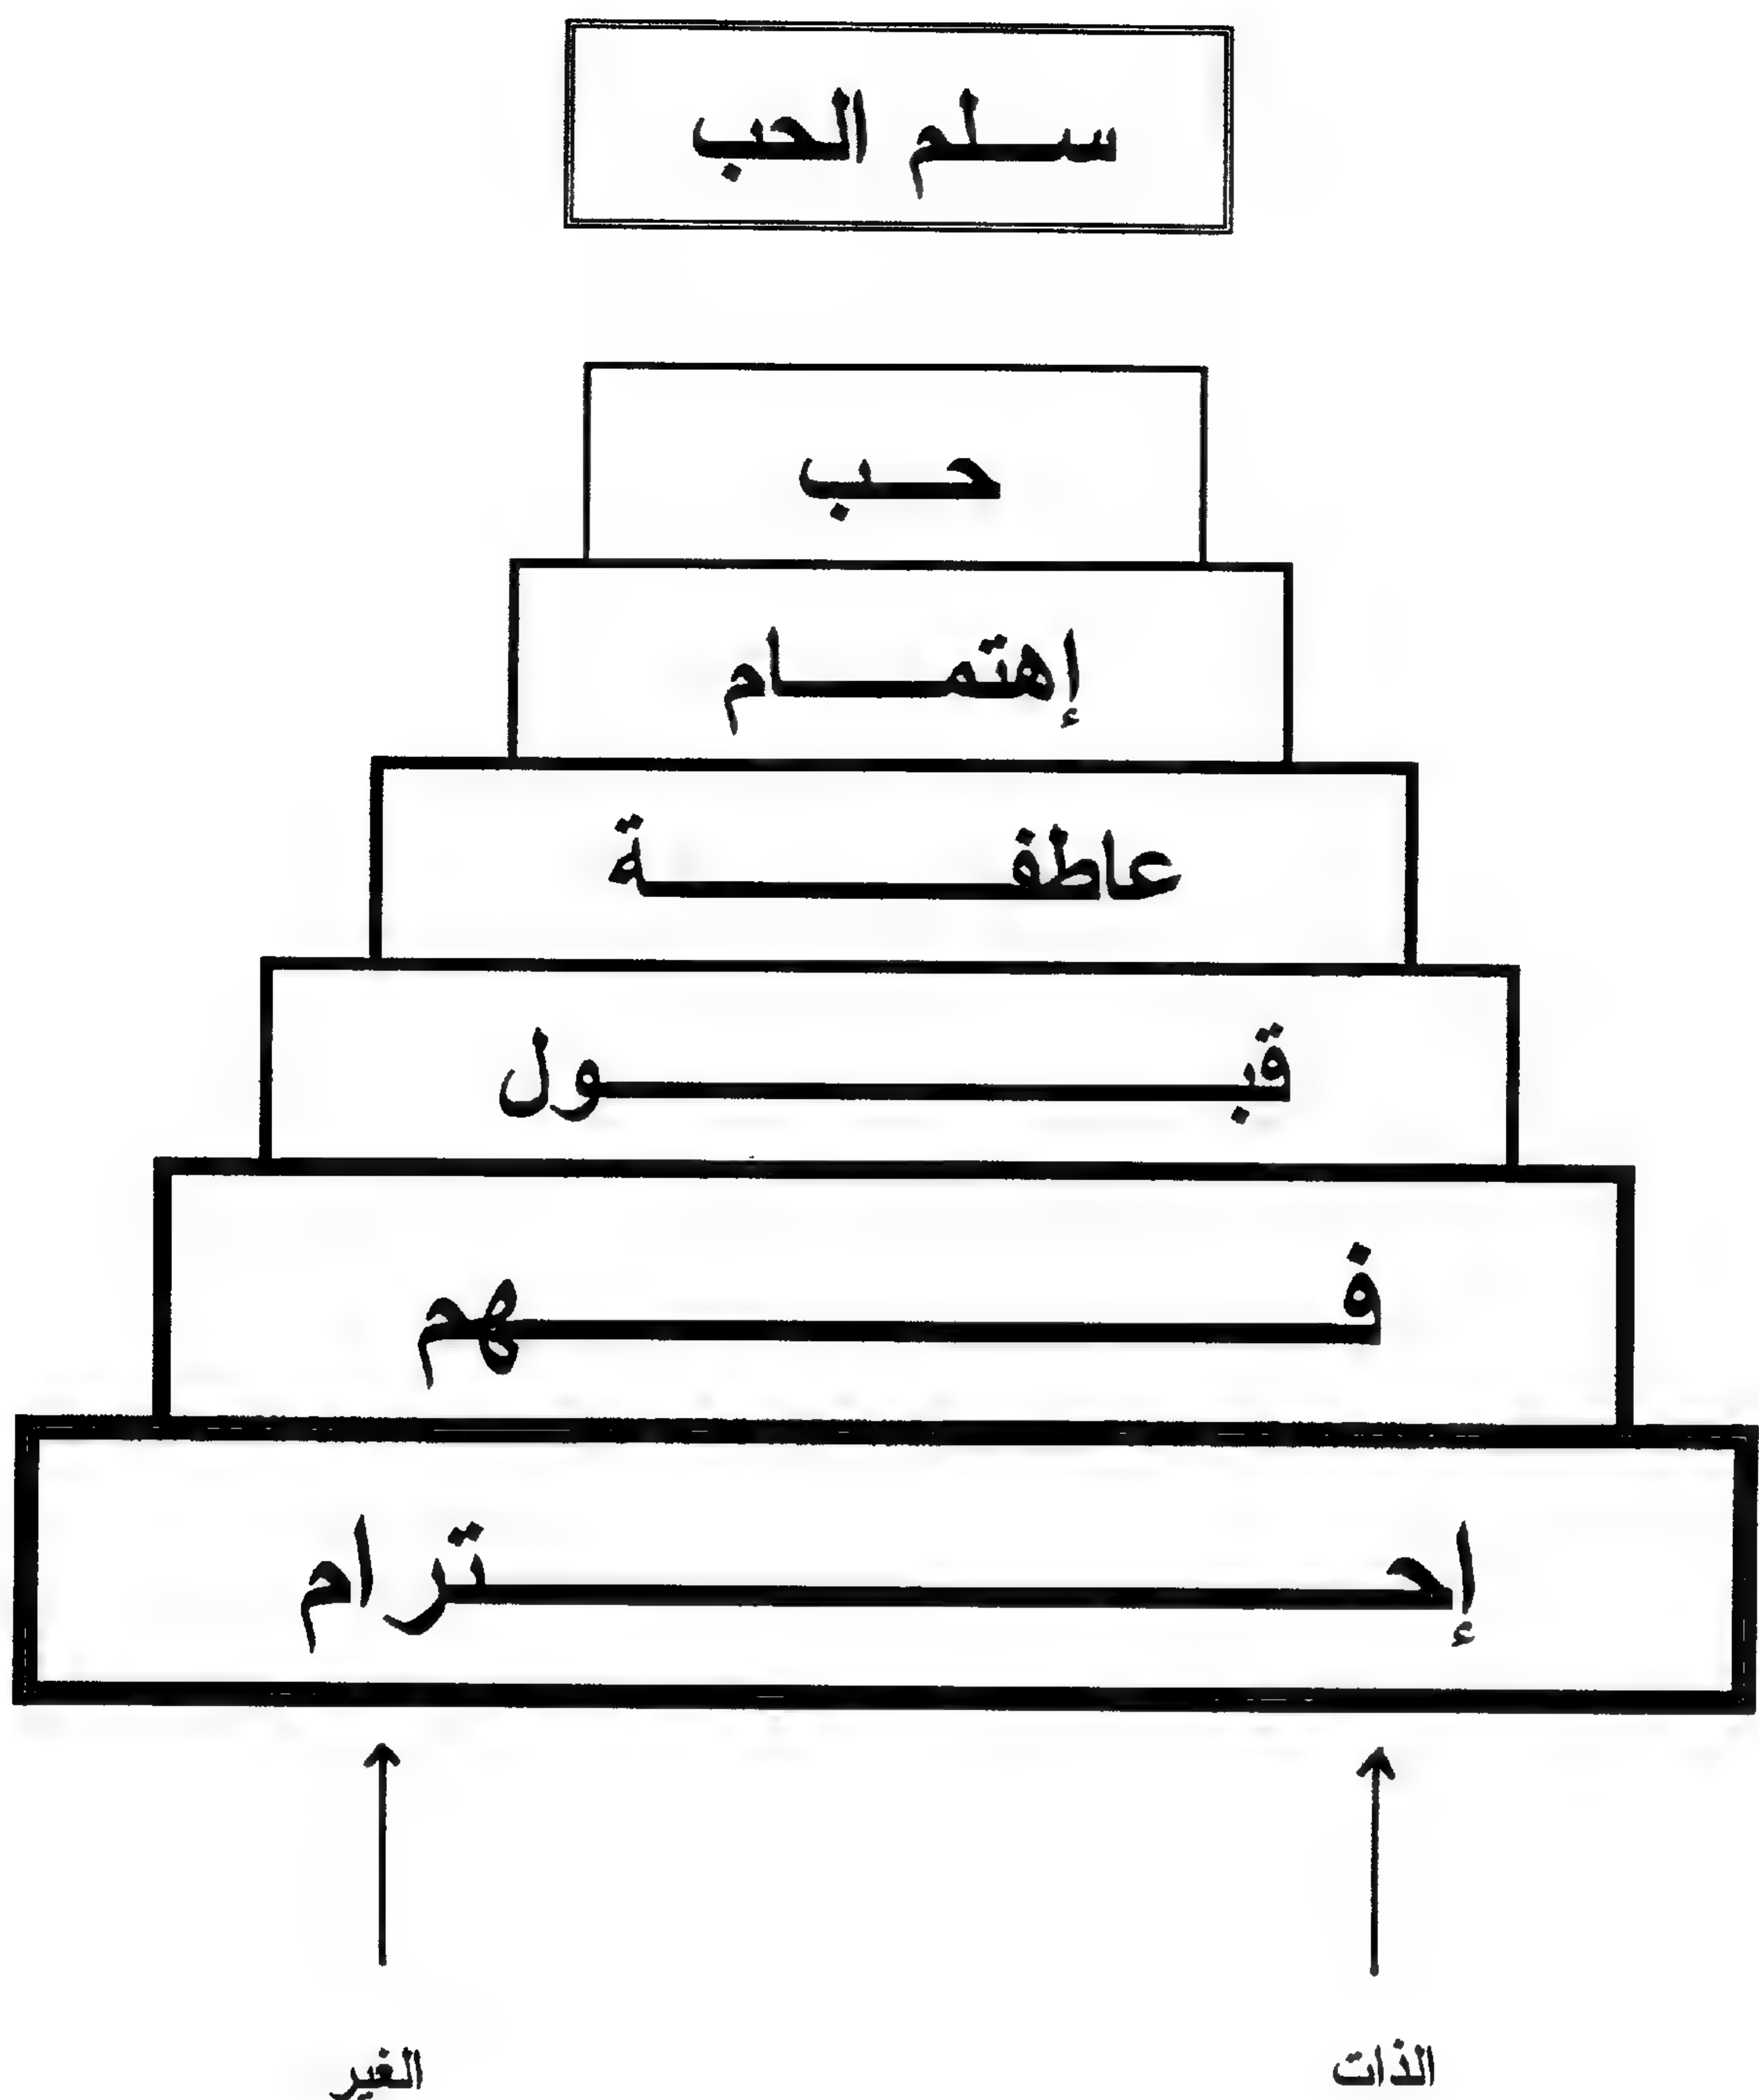 سلم الحب
حب
إهتمام
عاطفة
قبول
فهم
إحترام
الذات
الغير